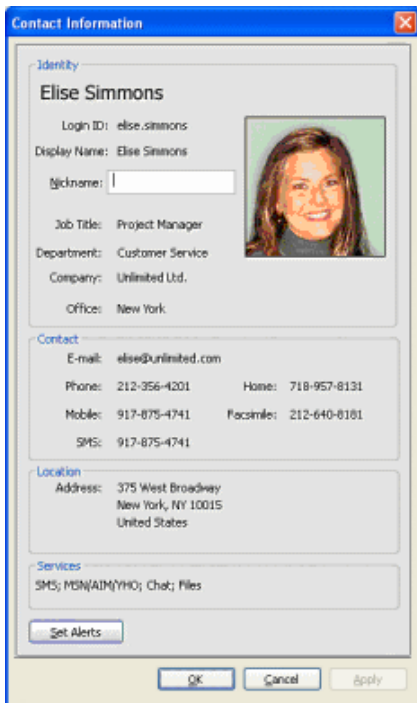 Contact Information
Identity
Elise Simmons
Login ID: elise.simmons
Display Name: Elise Simmons
Nickname:
Job Title: Project Manager
Department: Customer Service
Company: Unlimited Ltd.
Office: New York
Contact
E-mail: elise@unlimited.com
Phone: 212-356-4201 Home: 718-957-8131
Mobile: 917-875-4741 Facsimile: 212-640-8181
SMS: 917-875-4741
Location
Address: 375 West Broadway
New York, NY 10015
United States
Services
SMS; MSN/AIM/YHO; Chat; Files
Set Alerts
OK Cancel Apply